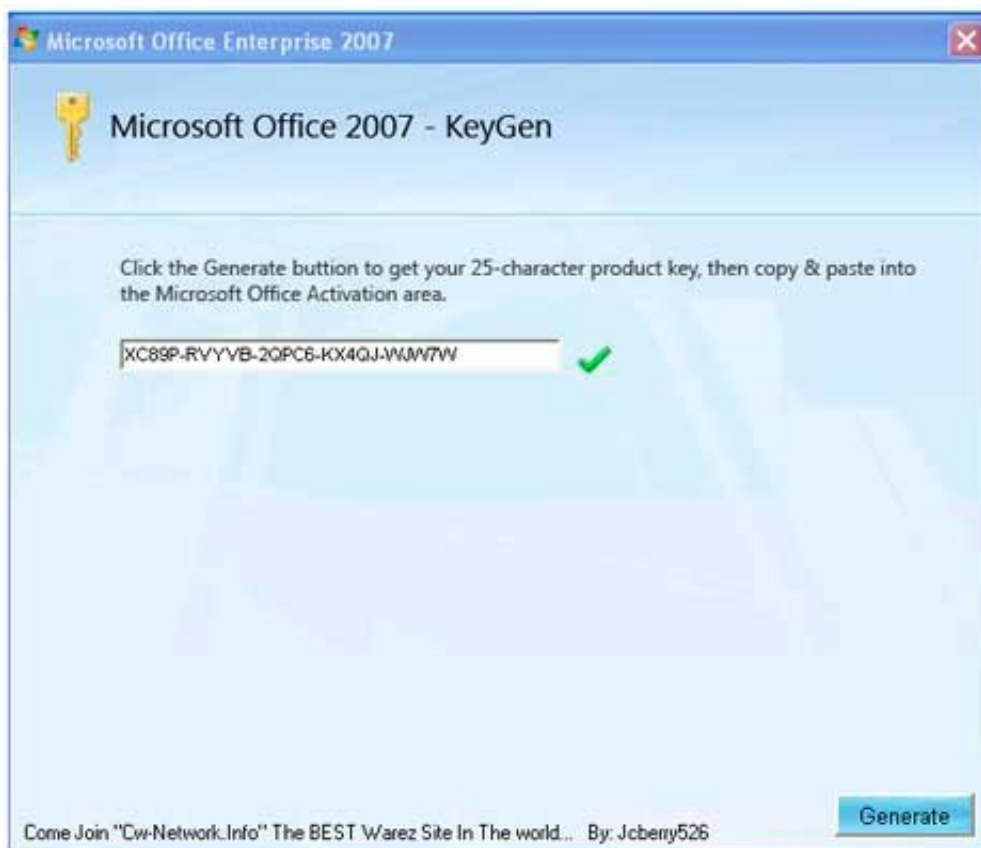 Microsoft Office Enterprise 2007
Microsoft Office 2007 - KeyGen
Click the Generate buttion to get your 25-character product key, then copy & paste into
the Microsoft Office Activation area.
XC89P-RVYVB-2QPC6-KX4QJ-WJW7W
Generate
Come Join "Cw-Network.Info" The BEST Warez Site In The world... By: Jcberry526